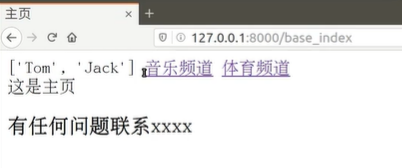 主页
127.0.0.1:8000/base_index
['Tom', 'Jack'] 音乐频道 体育频道
这是主页
有任何问题联系xxxx